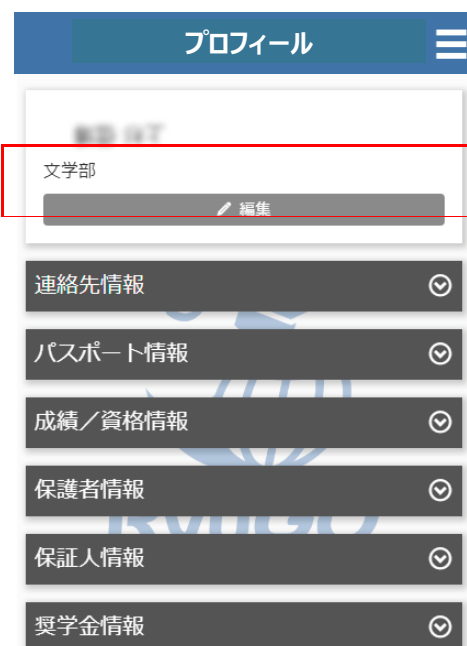 プロフィール
文学部
編集
連絡先情報
パスポート情報
成績／資格情報
保護者情報
保証人情報
奨学金情報